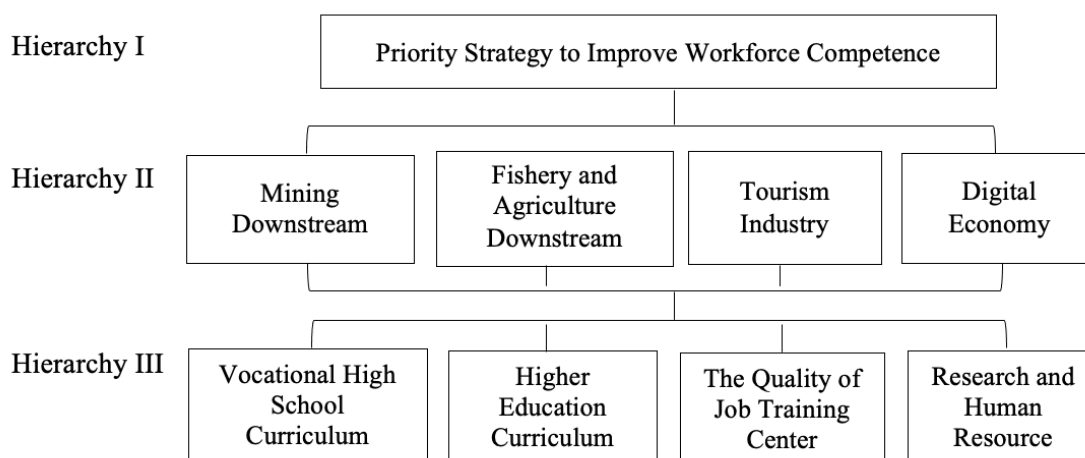 Hierarchy I
Priority Strategy to Improve Workforce Competence
Hierarchy II
Mining
Downstream
Fishery and
Agriculture
Downstream
Tourism
Industry
Digital
Economy
Hierarchy III
Vocational High
School
Curriculum
Higher
Education
Curriculum
The Quality of
Job Training
Center
Research and
Human
Resource